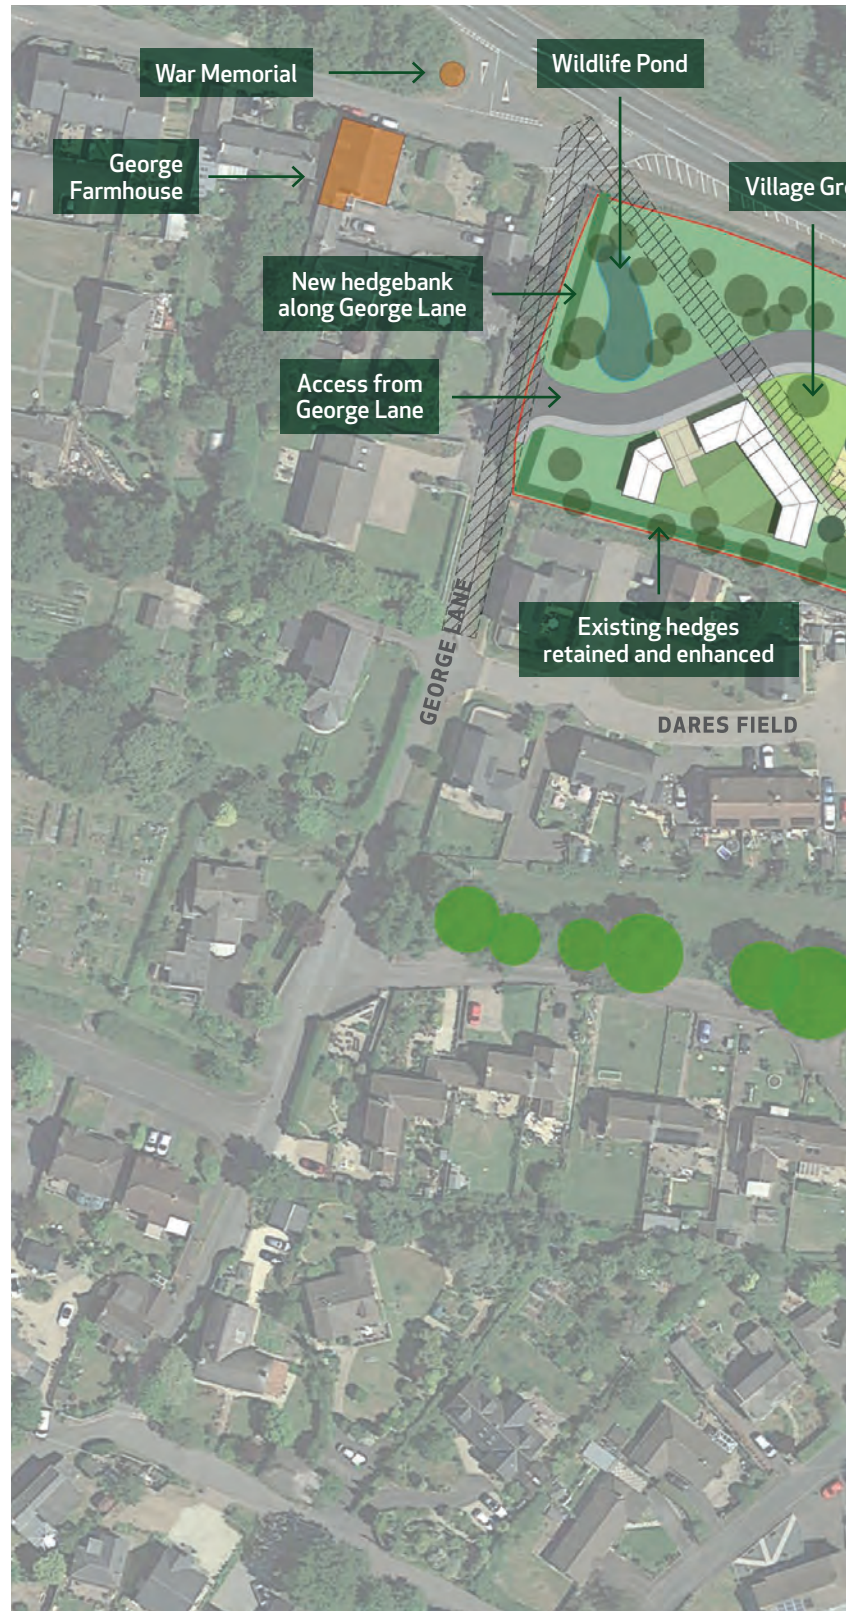 War Memorial
Wildlife Pond
George
Farmhouse
Village
New hedgebank
along George Lane
Access from
George Lane
Existing hedges
retained and enhanced
GEORGE LANE
DARES FIELD